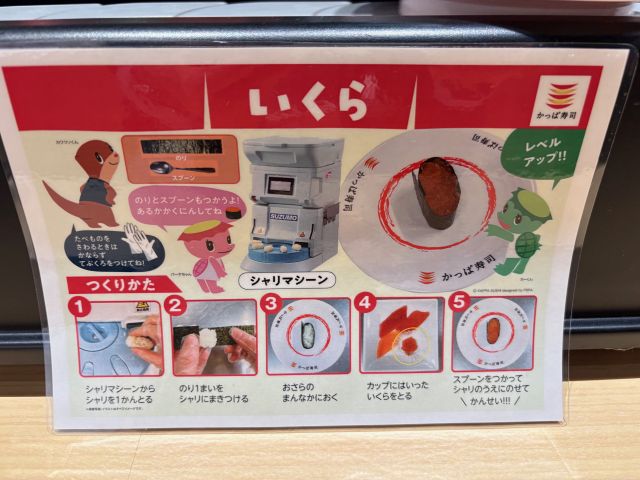 いくら
かっぱ寿司
カワウソくん
のり
スプーン
のりとスプーンもつかうよ!
あるかかくにんしてね
たべものを
さわるときは
かならず
てぶくろをつけてね!
SUZUMO
シャリマシーン
かっぱ寿司
かっぱ寿司
レベル
アップ!!
つくりかた
1
シャリマシーンから
シャリを1かんとる
2
のり1まいを
シャリにまきつける
3
おさらの
まんなかにおく
4
カップにはいった
いくらをとる
5
スプーンをつかって
シャリのうえにのせて
\ かんせい!!! /